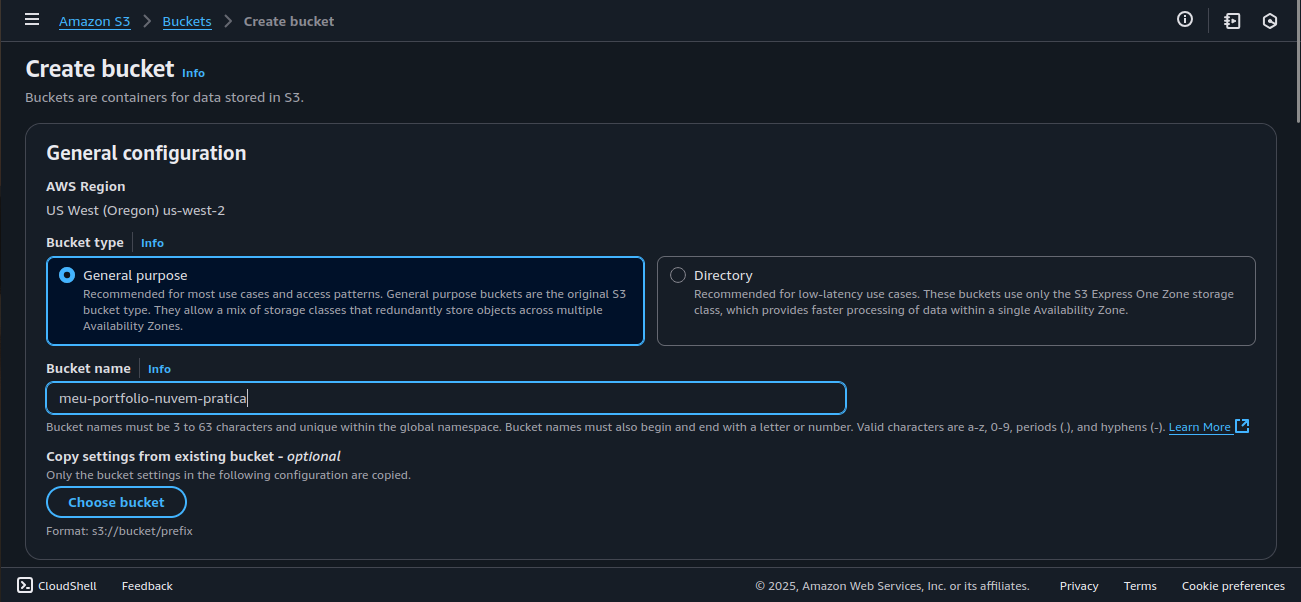 Amazon S3 > Buckets > Create bucket
Create bucket Info
Buckets are containers for data stored in S3.
General configuration
AWS Region
US West (Oregon) us-west-2
Bucket type Info
General purpose
Recommended for most use cases and access patterns. General purpose buckets are the original S3
bucket type. They allow a mix of storage classes that redundantly store objects across multiple
Availability Zones.
Directory
Recommended for low-latency use cases. These buckets use only the S3 Express One Zone storage
class, which provides faster processing of data within a single Availability Zone.
Bucket name Info
meu-portfolio-nuvem-pratica
Bucket names must be 3 to 63 characters and unique within the global namespace. Bucket names must also begin and end with a letter or number. Valid characters are a-z, 0-9, periods (.), and hyphens (-). Learn More
Copy settings from existing bucket - optional
Only the bucket settings in the following configuration are copied.
Choose bucket
Format: s3://bucket/prefix
CloudShell Feedback © 2025, Amazon Web Services, Inc. or its affiliates. Privacy Terms Cookie preferences